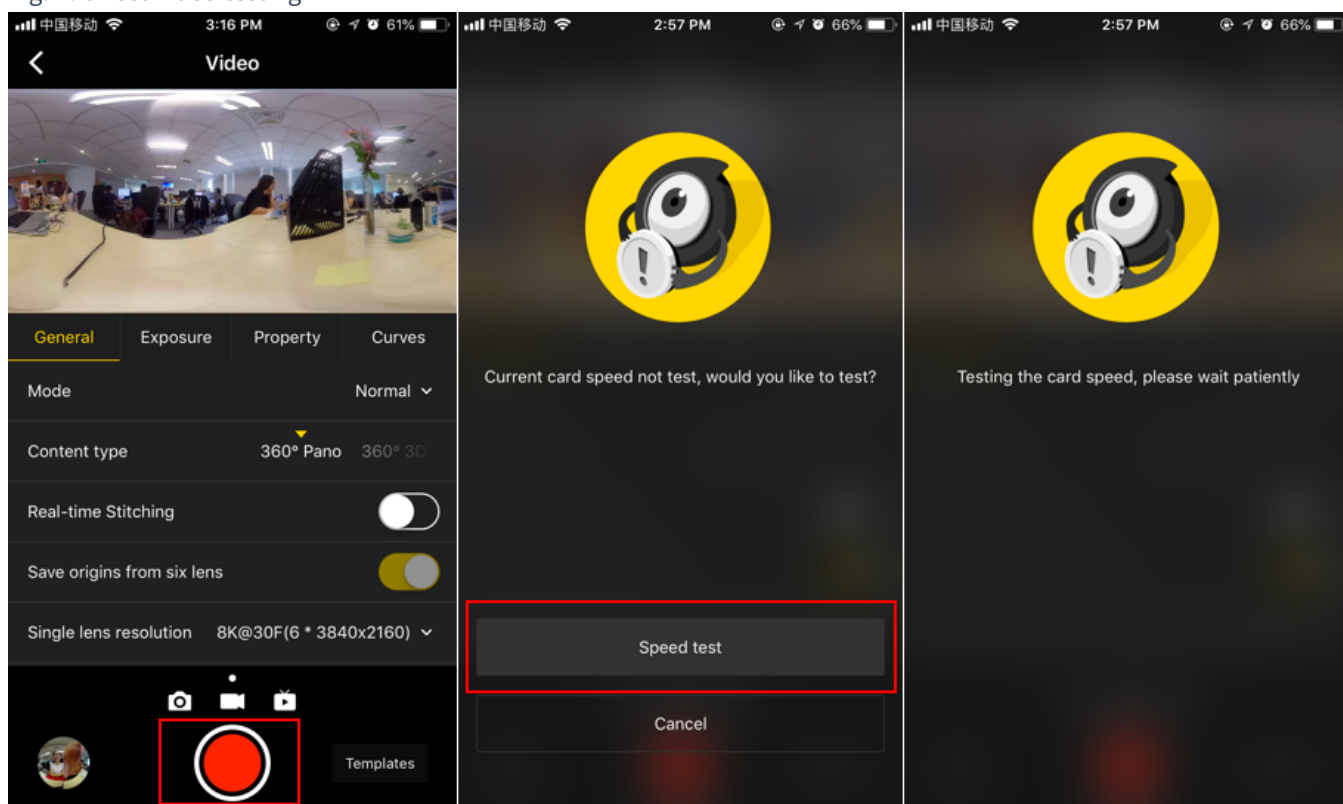 中国移动 3:16 PM 61%
Video
General Exposure Property Curves
Mode Normal
Content type 360° Pano 360° 3D
Real-time Stitching
Save origins from six lens
Single lens resolution 8K@30F(6 * 3840x2160)
Templates
中国移动 2:57 PM 66%
Current card speed not test, would you like to test?
Speed test
Cancel
中国移动 2:57 PM 66%
Testing the card speed, please wait patiently